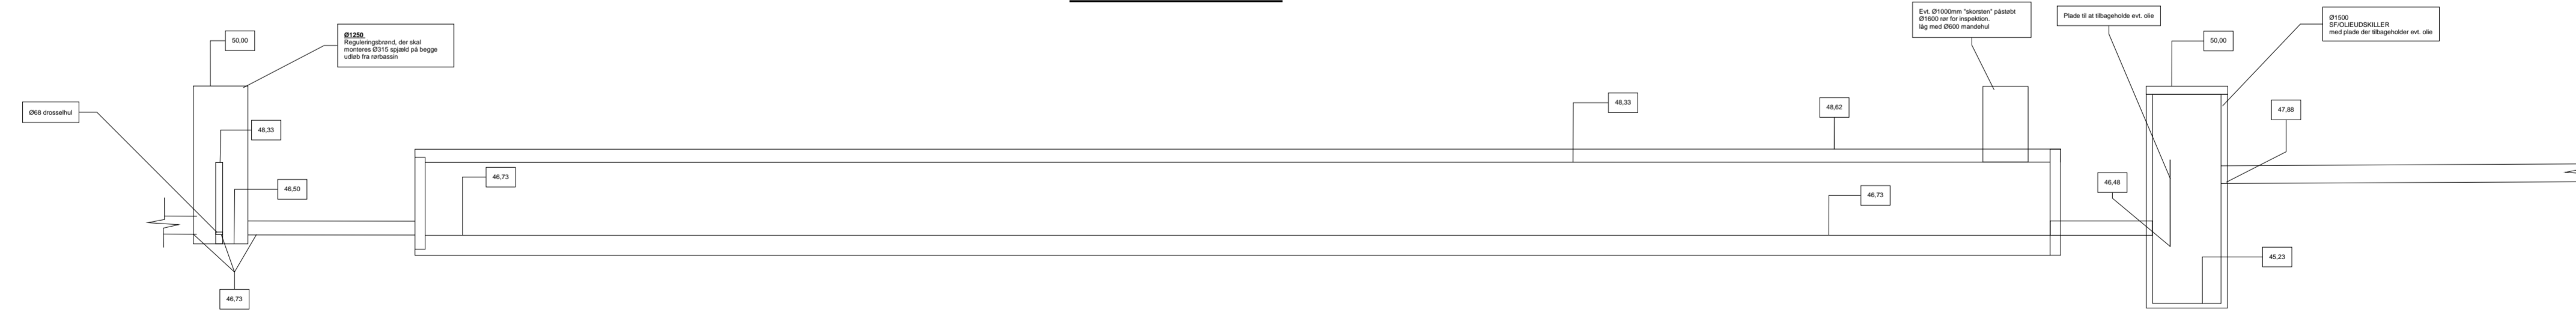 50,00
Ø1250
Reguleringsbrønd, der skal
monteres Ø315 spjæld på begge
udløb fra rørbassin
Ø68 drosselhul
48,33
46,50
46,73
46,73
48,33
48,62
46,73
Evt. Ø1000mm "skorsten" påstøbt
Ø1600 rør for inspektion.
låg med Ø600 mandehul
Plade til at tilbageholde evt. olie
50,00
Ø1500
SF/OLIEUDSKILLER
med plade der tilbageholder evt. olie
47,88
46,48
45,23